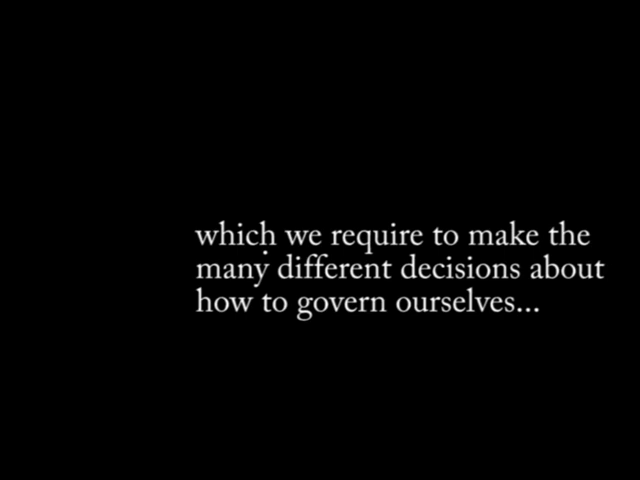 which we require to make the
many different decisions about
how to govern ourselves...